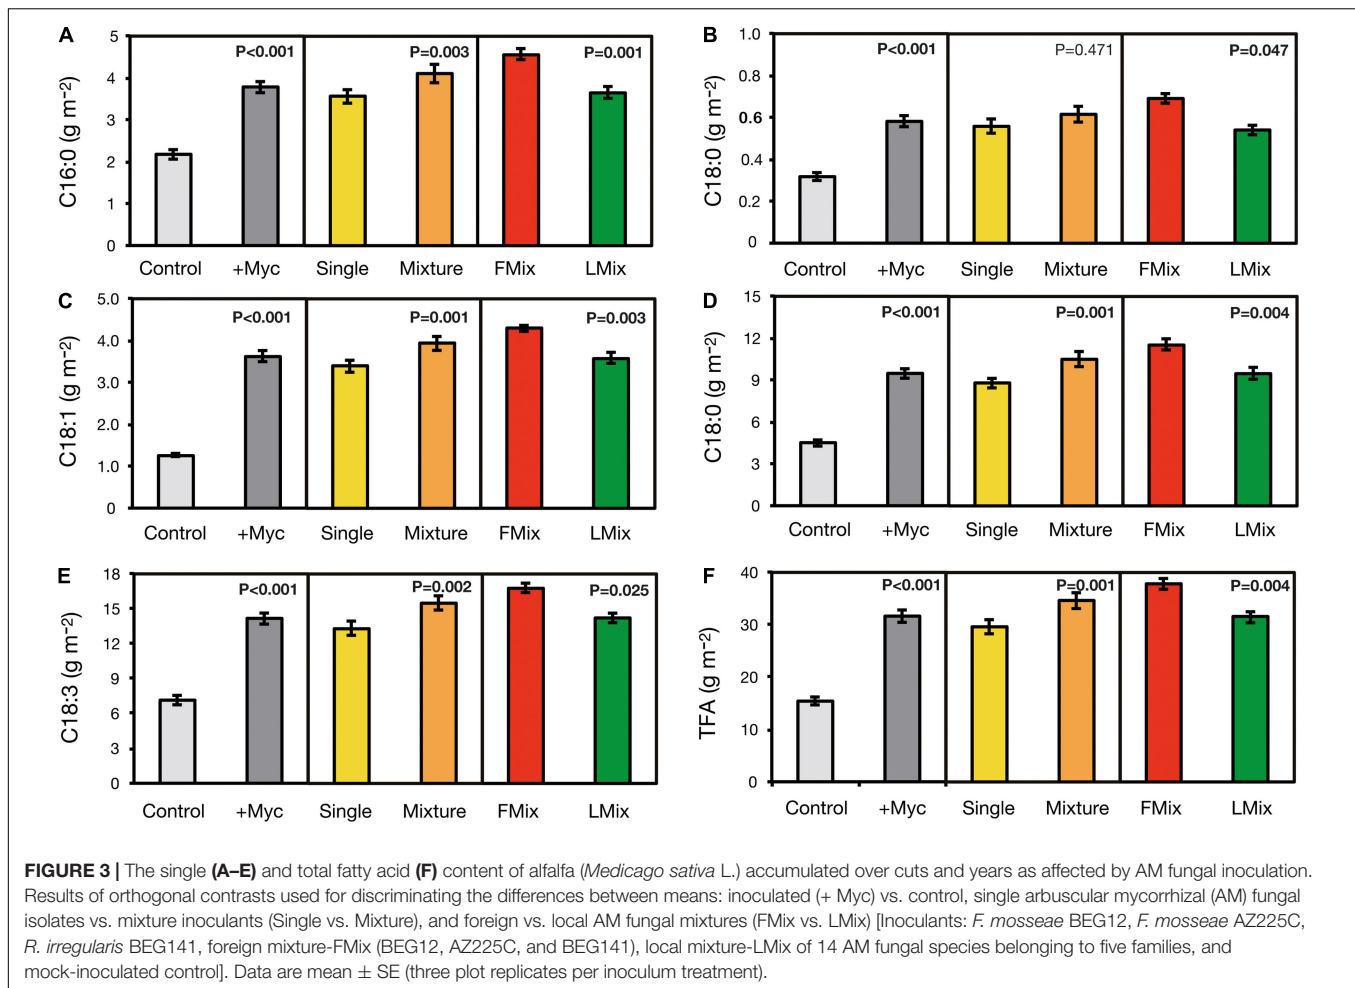 A
P<0.001
P=0.003
P=0.001
C16:0 (g m−2)
5
4
3
2
1
0
Control
+Myc
Single
Mixture
FMix
LMix
B
P<0.001
P=0.471
P=0.047
C18:0 (g m−2)
1.0
0.8
0.6
0.4
0.2
0
Control
+Myc
Single
Mixture
FMix
LMix
C
P<0.001
P=0.001
P=0.003
C18:1 (g m−2)
5.0
4.0
3.0
2.0
1.0
0
Control
+Myc
Single
Mixture
FMix
LMix
D
P<0.001
P=0.001
P=0.004
C18:0 (g m−2)
15
12
9
6
3
0
Control
+Myc
Single
Mixture
FMix
LMix
E
P<0.001
P=0.002
P=0.025
C18:3 (g m−2)
18
15
12
9
6
3
0
Control
+Myc
Single
Mixture
FMix
LMix
F
P<0.001
P=0.001
P=0.004
TFA (g m−2)
40
30
20
10
0
Control
+Myc
Single
Mixture
FMix
LMix
FIGURE 3 | The single (A–E) and total fatty acid (F) content of alfalfa (Medicago sativa L.) accumulated over cuts and years as affected by AM fungal inoculation.
Results of orthogonal contrasts used for discriminating the differences between means: inoculated (+ Myc) vs. control, single arbuscular mycorrhizal (AM) fungal
isolates vs. mixture inoculants (Single vs. Mixture), and foreign vs. local AM fungal mixtures (FMix vs. LMix) [Inoculants: F. mosseae BEG12, F. mosseae AZ225C,
R. irregularis BEG141, foreign mixture-FMix (BEG12, AZ225C, and BEG141), local mixture-LMix of 14 AM fungal species belonging to five families, and
mock-inoculated control]. Data are mean ± SE (three plot replicates per inoculum treatment).